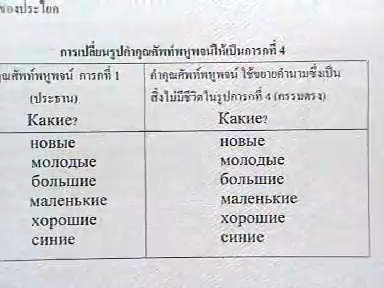 ของประโยค
การเปลี่ยนรูปคำคุณศัพท์พหูพจน์ให้เป็นการกที่ 4
คุณศัพท์พหูพจน์ การกที่ 1
(ประธาน)
Какие?
คำคุณศัพท์พหูพจน์ ใช้ขยายคำนามซึ่งเป็น
สิ่งไม่มีชีวิตในรูปการกที่ 4 (กรรมตรง)
Какие?
новые новые
молодые молодые
большие большие
маленькие маленькие
хорошие хорошие
синие синие